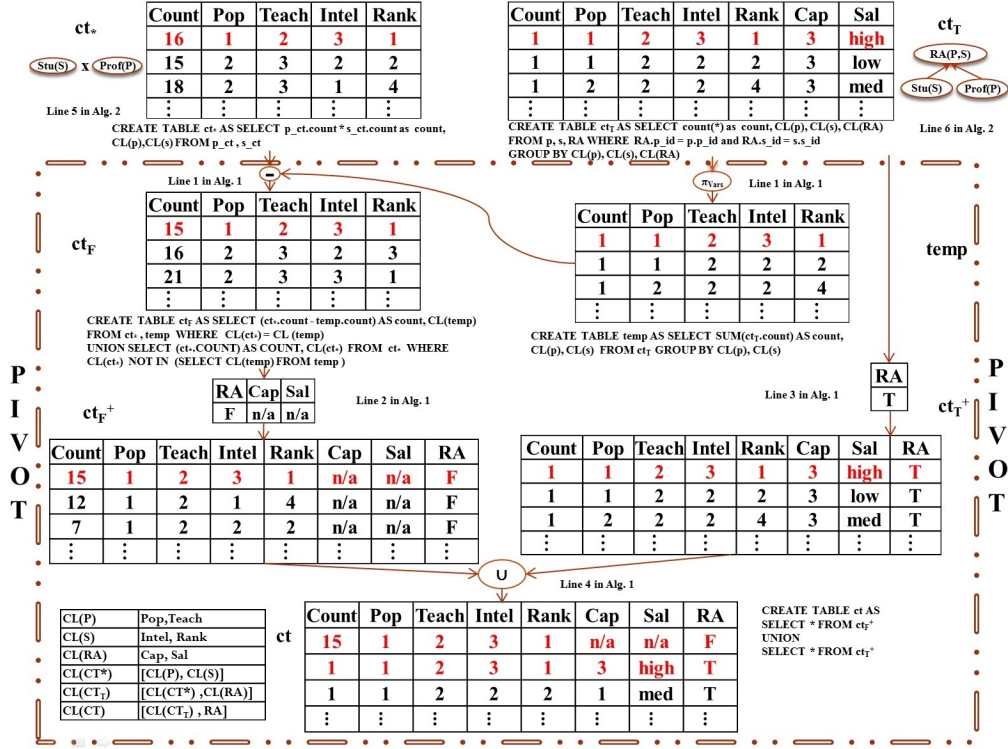 ct*
Count Pop Teach Intel Rank
16 1 2 3 1
15 2 3 2 2
18 2 3 1 4
⋮ ⋮ ⋮ ⋮ ⋮
Stu(S) x Prof(P)
Line 5 in Alg. 2
CREATE TABLE ct* AS SELECT p_ct.count * s_ct.count as count,
CL(p),CL(s) FROM p_ct , s_ct
Count Pop Teach Intel Rank Cap Sal
1 1 2 3 1 3 high
1 1 2 2 2 3 low
1 2 2 2 4 3 med
⋮ ⋮ ⋮ ⋮ ⋮ ⋮ ⋮
ctT
RA(P,S)
Stu(S) Prof(P)
Line 6 in Alg. 2
CREATE TABLE ctT AS SELECT count(*) as count, CL(p), CL(s), CL(RA)
FROM p, s, RA WHERE RA.p_id = p.p_id and RA.s_id = s.s_id
GROUP BY CL(p), CL(s), CL(RA)
Line 1 in Alg. 1
-
ctF
Count Pop Teach Intel Rank
15 1 2 3 1
16 2 3 2 3
21 2 3 3 1
⋮ ⋮ ⋮ ⋮ ⋮
CREATE TABLE ctF AS SELECT (ct*.count - temp.count) AS count, CL(temp)
FROM ct* , temp WHERE CL(ct*) = CL (temp)
UNION SELECT (ct*.COUNT) AS COUNT, CL(ct*) FROM ct* WHERE
CL(ct*) NOT IN (SELECT CL(temp) FROM temp )
πVars
Line 1 in Alg. 1
Count Pop Teach Intel Rank
1 1 2 3 1
1 1 2 2 2
1 2 2 2 4
⋮ ⋮ ⋮ ⋮ ⋮
temp
CREATE TABLE temp AS SELECT SUM(ctT.count) AS count,
CL(p), CL(s) FROM ctT GROUP BY CL(p), CL(s)
PIVOT
RA Cap Sal
F n/a n/a
Line 2 in Alg. 1
ctF+
Count Pop Teach Intel Rank Cap Sal RA
15 1 2 3 1 n/a n/a F
12 1 2 1 4 n/a n/a F
7 1 2 2 2 n/a n/a F
⋮ ⋮ ⋮ ⋮ ⋮ ⋮ ⋮ ⋮
Line 3 in Alg. 1
RA
T
ctT+
Count Pop Teach Intel Rank Cap Sal RA
1 1 2 3 1 3 high T
1 1 2 2 2 3 low T
1 2 2 2 4 3 med T
⋮ ⋮ ⋮ ⋮ ⋮ ⋮ ⋮ ⋮
PIVOT
∪
Line 4 in Alg. 1
CL(P) Pop,Teach
CL(S) Intel, Rank
CL(RA) Cap, Sal
CL(CT*) [CL(P), CL(S)]
CL(CTT) [CL(CT*) ,CL(RA)]
CL(CT) [CL(CTT) , RA]
ct
Count Pop Teach Intel Rank Cap Sal RA
15 1 2 3 1 n/a n/a F
1 1 2 3 1 3 high T
1 1 2 2 2 1 med T
⋮ ⋮ ⋮ ⋮ ⋮ ⋮ ⋮ ⋮
CREATE TABLE ct AS
SELECT * FROM ctF+
UNION
SELECT * FROM ctT+